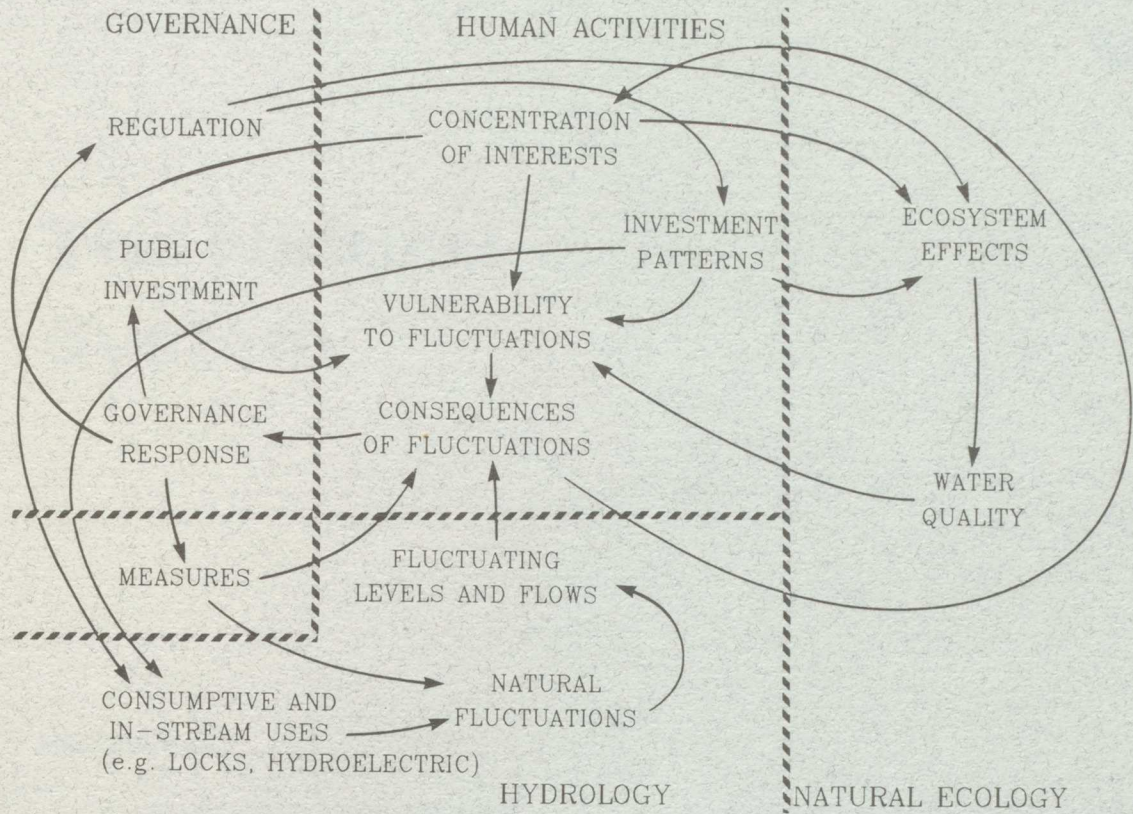 GOVERNANCE
HUMAN ACTIVITIES
REGULATION
CONCENTRATION
OF INTERESTS
INVESTMENT
PATTERNS
ECOSYSTEM
EFFECTS
PUBLIC
INVESTMENT
VULNERABILITY
TO FLUCTUATIONS
GOVERNANCE
RESPONSE
CONSEQUENCES
OF FLUCTUATIONS
WATER
QUALITY
MEASURES
FLUCTUATING
LEVELS AND FLOWS
CONSUMPTIVE AND
IN-STREAM USES
(e.g. LOCKS, HYDROELECTRIC)
NATURAL
FLUCTUATIONS
HYDROLOGY
NATURAL ECOLOGY